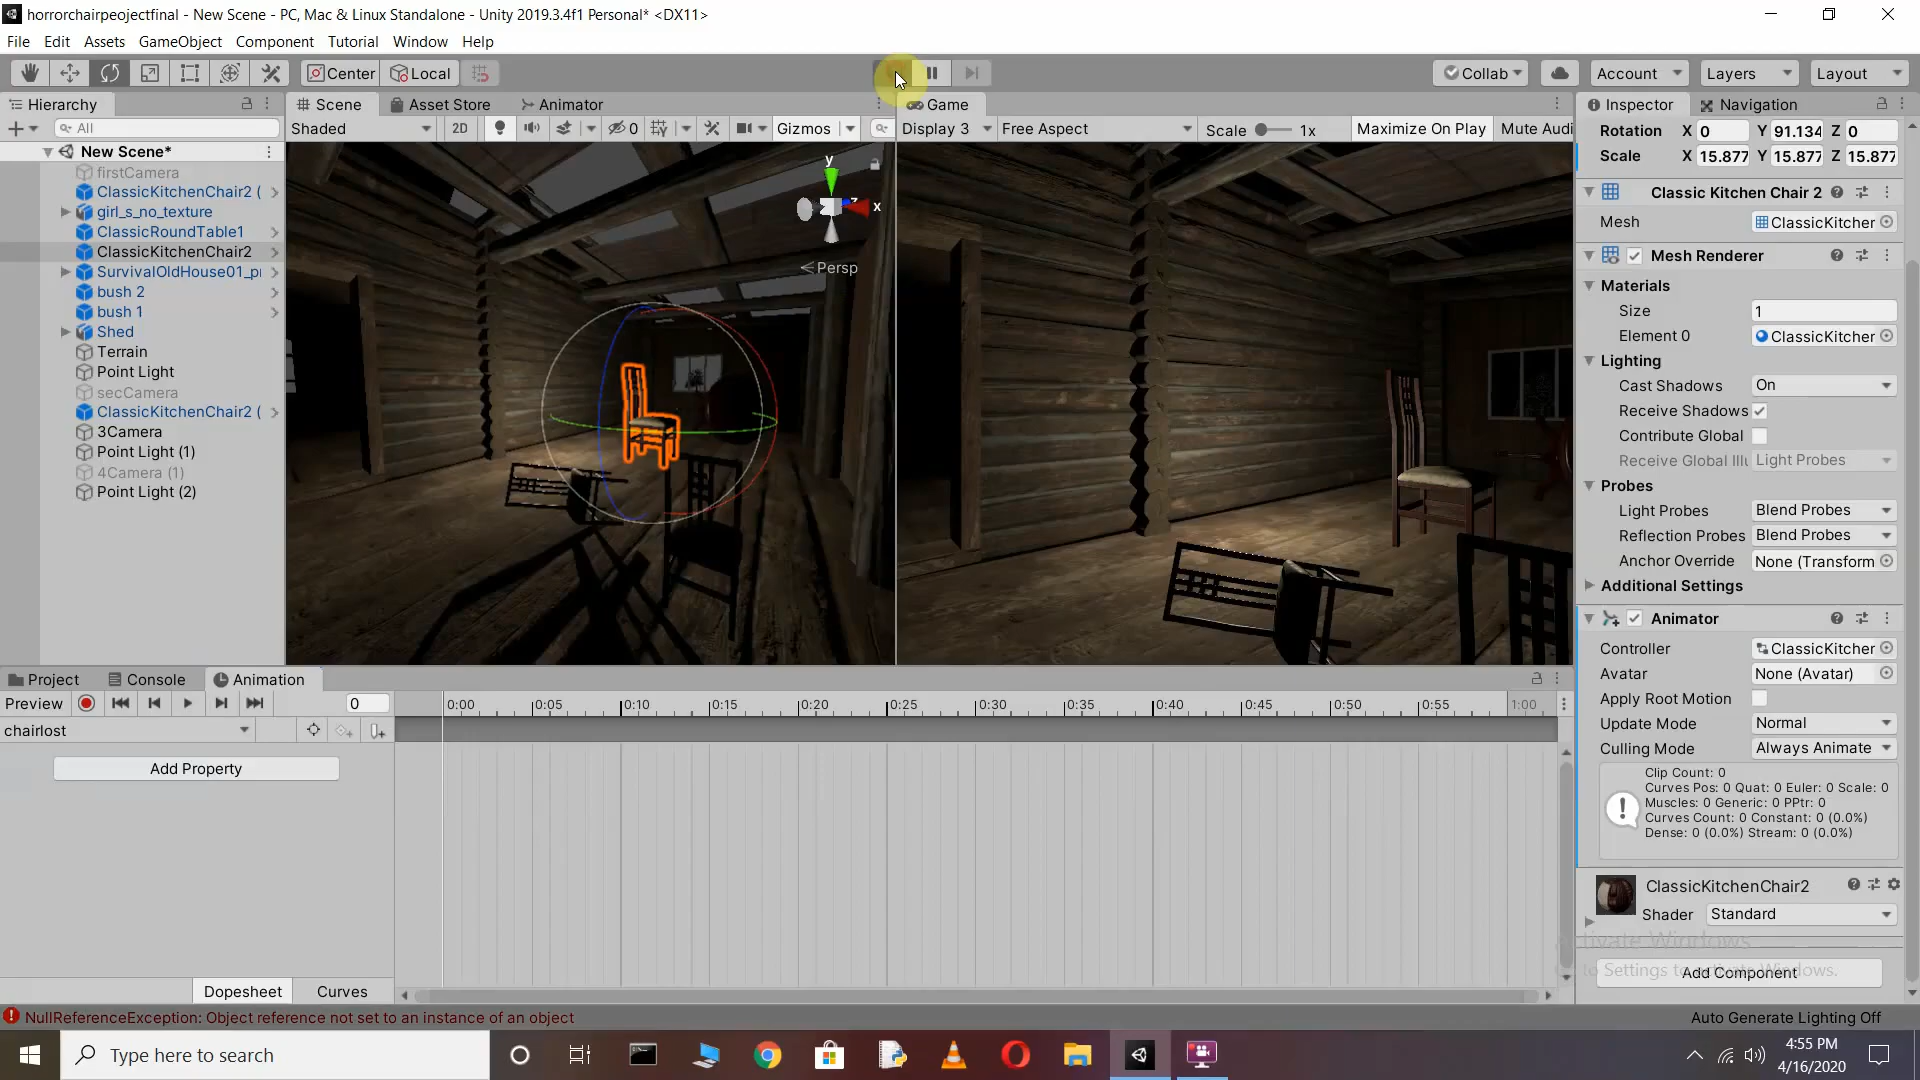 horrorchairpeojectfinal - New Scene - PC, Mac & Linux Standalone - Unity 2019.3.4f1 Personal* <DX11>
File Edit Assets GameObject Component Tutorial Window Help
Center Local Collab Account Layers Layout
Hierarchy
All
New Scene*
firstCamera
ClassicKitchenChair2 (
girl_s_no_texture
ClassicRoundTable1
ClassicKitchenChair2
SurvivalOldHouse01_pr
bush 2
bush 1
Shed
Terrain
Point Light
secCamera
ClassicKitchenChair2 (
3Camera
Point Light (1)
4Camera (1)
Point Light (2)
Scene Asset Store Animator
Shaded 2D 0 Gizmos
y
x
Persp
Game
Display 3 Free Aspect Scale 1x Maximize On Play Mute Audi
Inspector Navigation
Rotation X 0 Y 91.134 Z 0
Scale X 15.877 Y 15.877 Z 15.877
Classic Kitchen Chair 2
Mesh ClassicKitcher
Mesh Renderer
Materials
Size 1
Element 0 ClassicKitcher
Lighting
Cast Shadows On
Receive Shadows
Contribute Global
Receive Global Illu Light Probes
Probes
Light Probes Blend Probes
Reflection Probes Blend Probes
Anchor Override None (Transform
Additional Settings
Animator
Controller ClassicKitcher
Avatar None (Avatar)
Apply Root Motion
Update Mode Normal
Culling Mode Always Animate
Clip Count: 0
Curves Pos: 0 Quat: 0 Euler: 0 Scale: 0
Muscles: 0 Generic: 0 PPtr: 0
Curves Count: 0 Constant: 0 (0.0%)
Dense: 0 (0.0%) Stream: 0 (0.0%)
ClassicKitchenChair2
Shader Standard
Add Component
Project Console Animation
Preview 0
0:00 0:05 0:10 0:15 0:20 0:25 0:30 0:35 0:40 0:45 0:50 0:55 1:00
chairlost
Add Property
Dopesheet Curves
NullReferenceException: Object reference not set to an instance of an object
Auto Generate Lighting Off
Type here to search
4:55 PM
4/16/2020